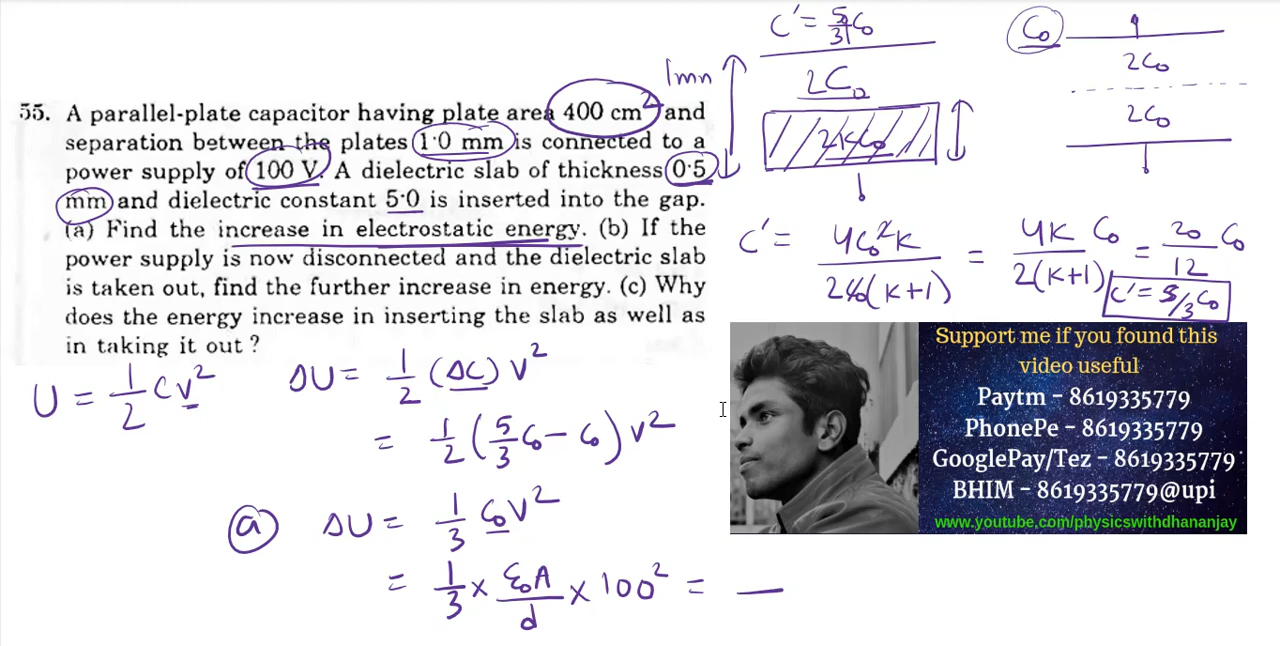 55. A parallel-plate capacitor having plate area 400 cm² and
separation between the plates 1·0 mm is connected to a
power supply of 100 V. A dielectric slab of thickness 0·5
mm and dielectric constant 5·0 is inserted into the gap.
(a) Find the increase in electrostatic energy. (b) If the
power supply is now disconnected and the dielectric slab
is taken out, find the further increase in energy. (c) Why
does the energy increase in inserting the slab as well as
in taking it out ?
C' = 5/3 C₀
1mm
2C₀
2KC₀
C₀
2C₀
2C₀
C' = 4C₀²K / 2C₀(K+1) = 4K C₀ / 2(K+1) = 20/12 C₀
C' = 5/3 C₀
U = 1/2 CV²
ΔU = 1/2 (ΔC) V²
= 1/2 (5/3 C₀ − C₀) V²
(a) ΔU = 1/3 C₀V²
= 1/3 × ε₀A/d × 100² = —
Support me if you found this
video useful
Paytm - 8619335779
PhonePe - 8619335779
GooglePay/Tez - 8619335779
BHIM - 8619335779@upi
www.youtube.com/physicswithdhananjay